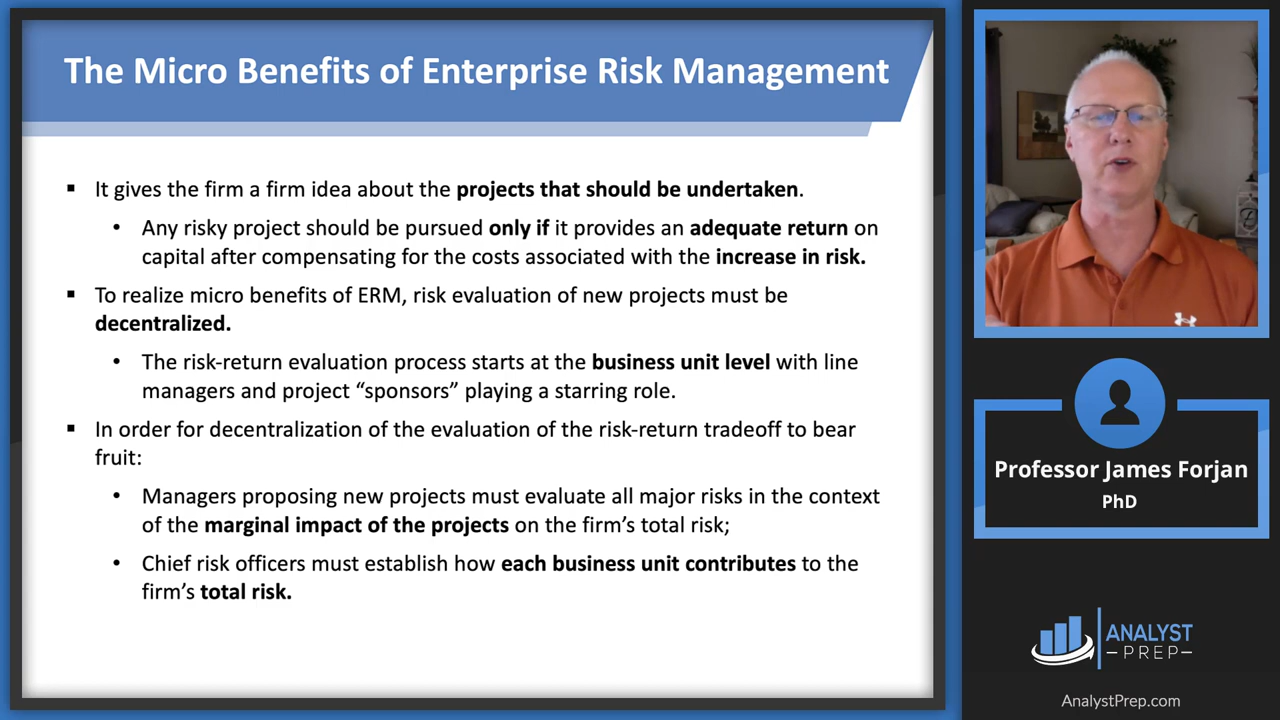 The Micro Benefits of Enterprise Risk Management
▪ It gives the firm a firm idea about the projects that should be undertaken.
• Any risky project should be pursued only if it provides an adequate return on
capital after compensating for the costs associated with the increase in risk.
▪ To realize micro benefits of ERM, risk evaluation of new projects must be
decentralized.
• The risk-return evaluation process starts at the business unit level with line
managers and project “sponsors” playing a starring role.
▪ In order for decentralization of the evaluation of the risk-return tradeoff to bear
fruit:
• Managers proposing new projects must evaluate all major risks in the context
of the marginal impact of the projects on the firm’s total risk;
• Chief risk officers must establish how each business unit contributes to the
firm’s total risk.
Professor James Forjan
PhD
ANALYST
–PREP–
AnalystPrep.com